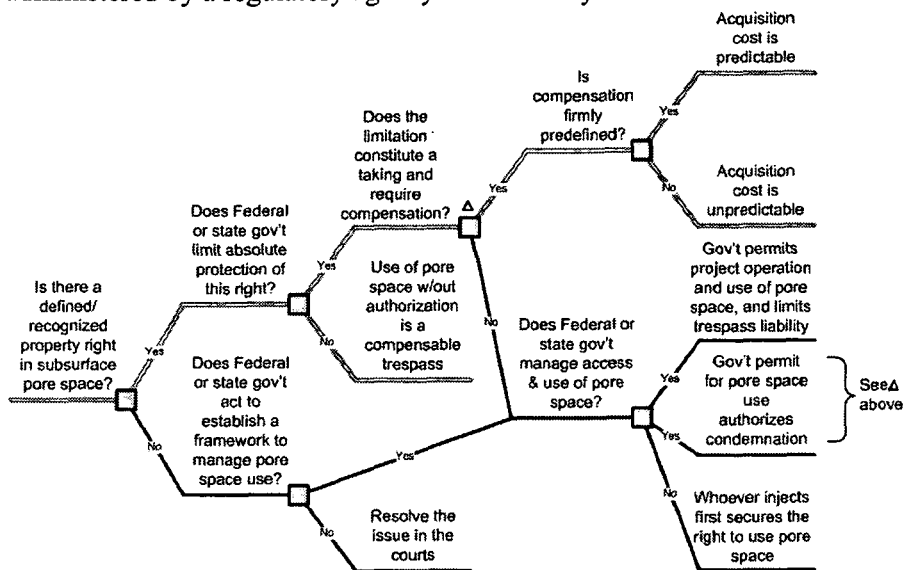 Acquisition
cost is
predictable
Is
compensation
firmly
predefined?
Yes
No
Acquisition
cost is
unpredictable
Does the
limitation
constitute a
taking and
require
compensation?
Δ
Yes
No
Does Federal
or state gov't
limit absolute
protection of
this right?
Yes
No
Use of pore
space w/out
authorization
is a
compensable
trespass
Is there a
defined/
recognized
property right
in subsurface
pore space?
Yes
No
Does Federal
or state gov't
act to
establish a
framework to
manage pore
space use?
Yes
No
Resolve the
issue in the
courts
Does Federal or
state gov't
manage access
& use of pore
space?
Yes
Yes
No
Gov't permits
project operation
and use of pore
space, and limits
trespass liability
Gov't permit
for pore space
use
authorizes
condemnation
See Δ
above
Whoever injects
first secures the
right to use pore
space